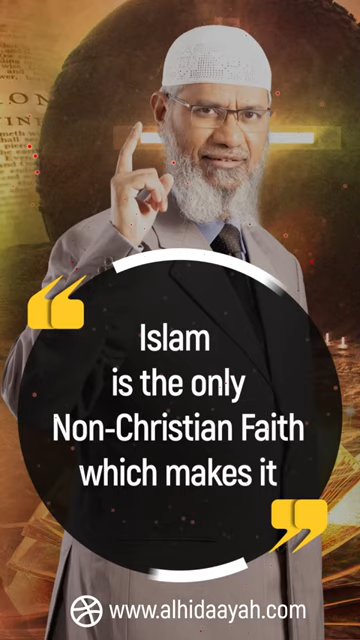 Islam
is the only
Non-Christian Faith
which makes it
www.alhidaayah.com